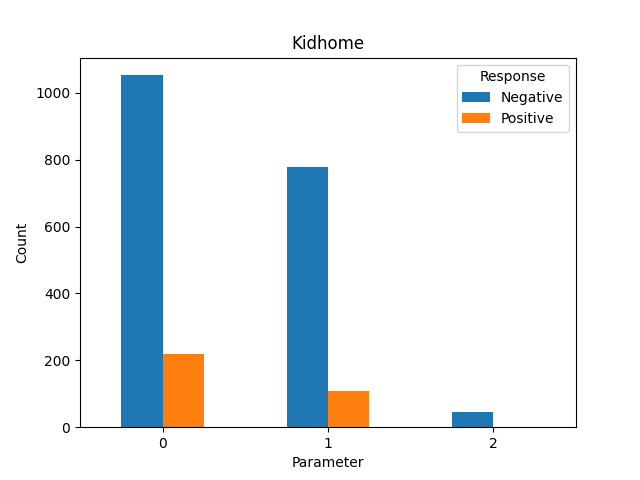 Kidhome
Response
Negative
Positive
Count
1000
800
600
400
200
0
0 1 2
Parameter